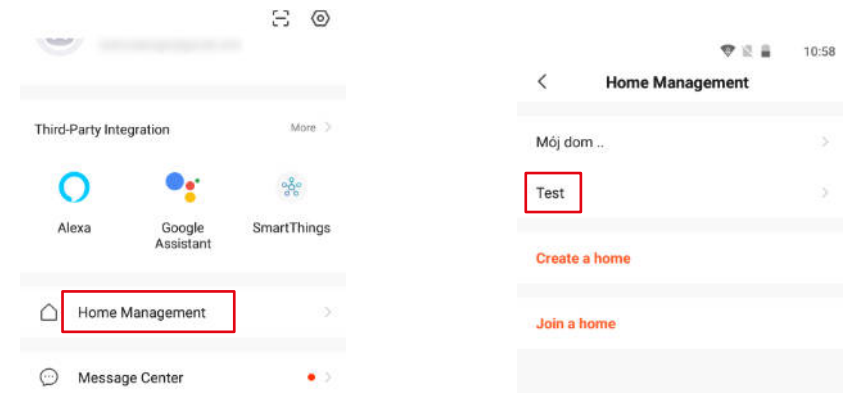 Third-Party Integration
More
Alexa
Google
Assistant
SmartThings
Home Management
Message Center
10:58
Home Management
Mój dom ..
Test
Create a home
Join a home